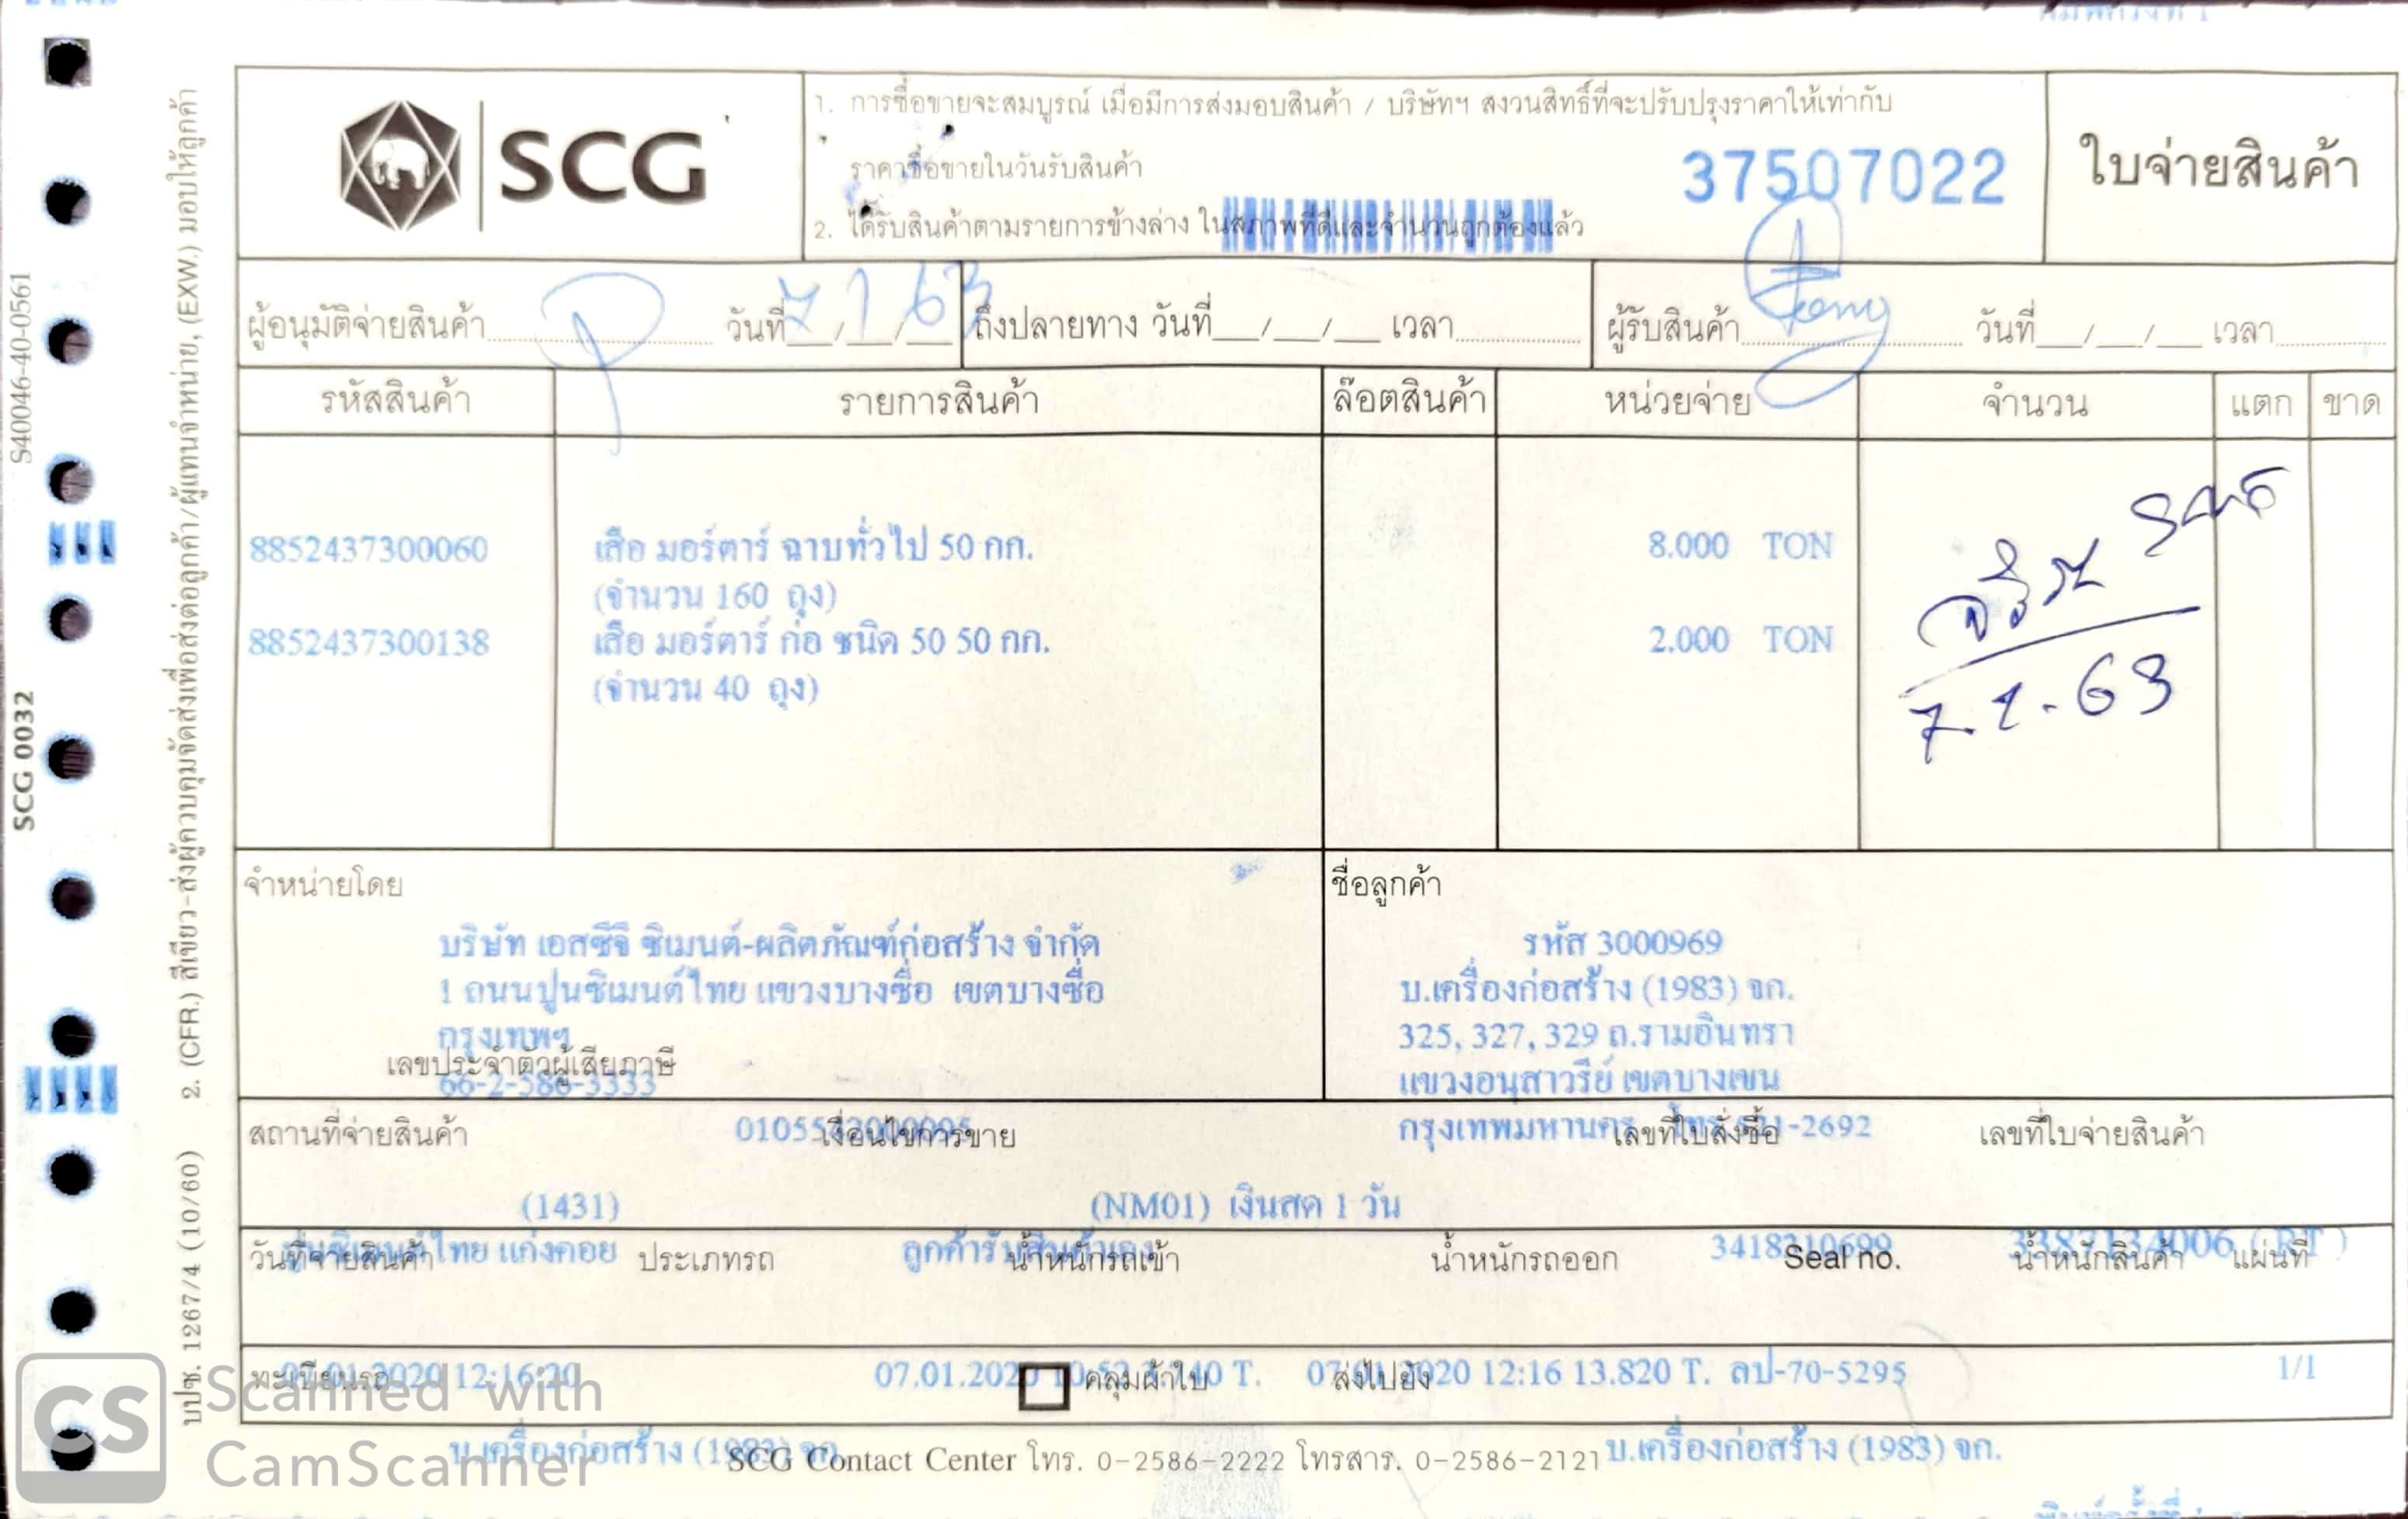 SCG
1. การซื้อขายจะสมบูรณ์ เมื่อมีการส่งมอบสินค้า / บริษัทฯ สงวนสิทธิ์ที่จะปรับปรุงราคาให้เท่ากับ
ราคาซื้อขายในวันรับสินค้า
37507022
2. ได้รับสินค้าตามรายการข้างล่าง ในสภาพที่ดีและจำนวนถูกต้องแล้ว
ใบจ่ายสินค้า
ผู้อนุมัติจ่ายสินค้า วันที่ 7/1/63 ถึงปลายทาง วันที่__/__/__ เวลา ผู้รับสินค้า วันที่__/__/__ เวลา
รหัสสินค้า รายการสินค้า ล๊อตสินค้า หน่วยจ่าย จำนวน แตก ขาด
8852437300060 เสือ มอร์ตาร์ ฉาบทั่วไป 50 กก. 8.000 TON
(จำนวน 160 ถุง)
8852437300138 เสือ มอร์ตาร์ ก่อ ชนิด 50 50 กก. 2.000 TON
(จำนวน 40 ถุง)
7-1-63
จำหน่ายโดย
บริษัท เอสซีจี ซิเมนต์-ผลิตภัณฑ์ก่อสร้าง จำกัด
1 ถนนปูนซิเมนต์ไทย แขวงบางซื่อ เขตบางซื่อ
กรุงเทพฯ
เลขประจำตัวผู้เสียภาษี
66-2-586-3333
ชื่อลูกค้า
รหัส 3000969
บ.เครื่องก่อสร้าง (1983) จก.
325, 327, 329 ถ.รามอินทรา
แขวงอนุสาวรีย์ เขตบางเขน
กรุงเทพมหานคร -2692
สถานที่จ่ายสินค้า เงื่อนไขการขาย เลขที่ใบสั่งซื้อ เลขที่ใบจ่ายสินค้า
(1431) (NM01) เงินสด 1 วัน
ปูนซิเมนต์ไทย แก่งคอย
วันที่จ่ายสินค้า ประเภทรถ น้ำหนักรถเข้า น้ำหนักรถออก Seal no. น้ำหนักสินค้า แผ่นที่
07.01.2020 12:16:20 07.01.2020 12:16 13.820 T. ลป-70-5295 1/1
ทะเบียนรถ คลุมผ้าใบ ส่งไปยัง
บ.เครื่องก่อสร้าง (1983) จก. บ.เครื่องก่อสร้าง (1983) จก.
SCG Contact Center โทร. 0-2586-2222 โทรสาร. 0-2586-2121
S40046-40-0561
SCG 0032
2. (CFR.) สีเขียว-ส่งผู้ควบคุมจัดส่งเพื่อส่งต่อลูกค้า/ผู้แทนจำหน่าย, (EXW.) มอบให้ลูกค้า
บปซ. 1267/4 (10/60)
CS Scanned with
CamScanner